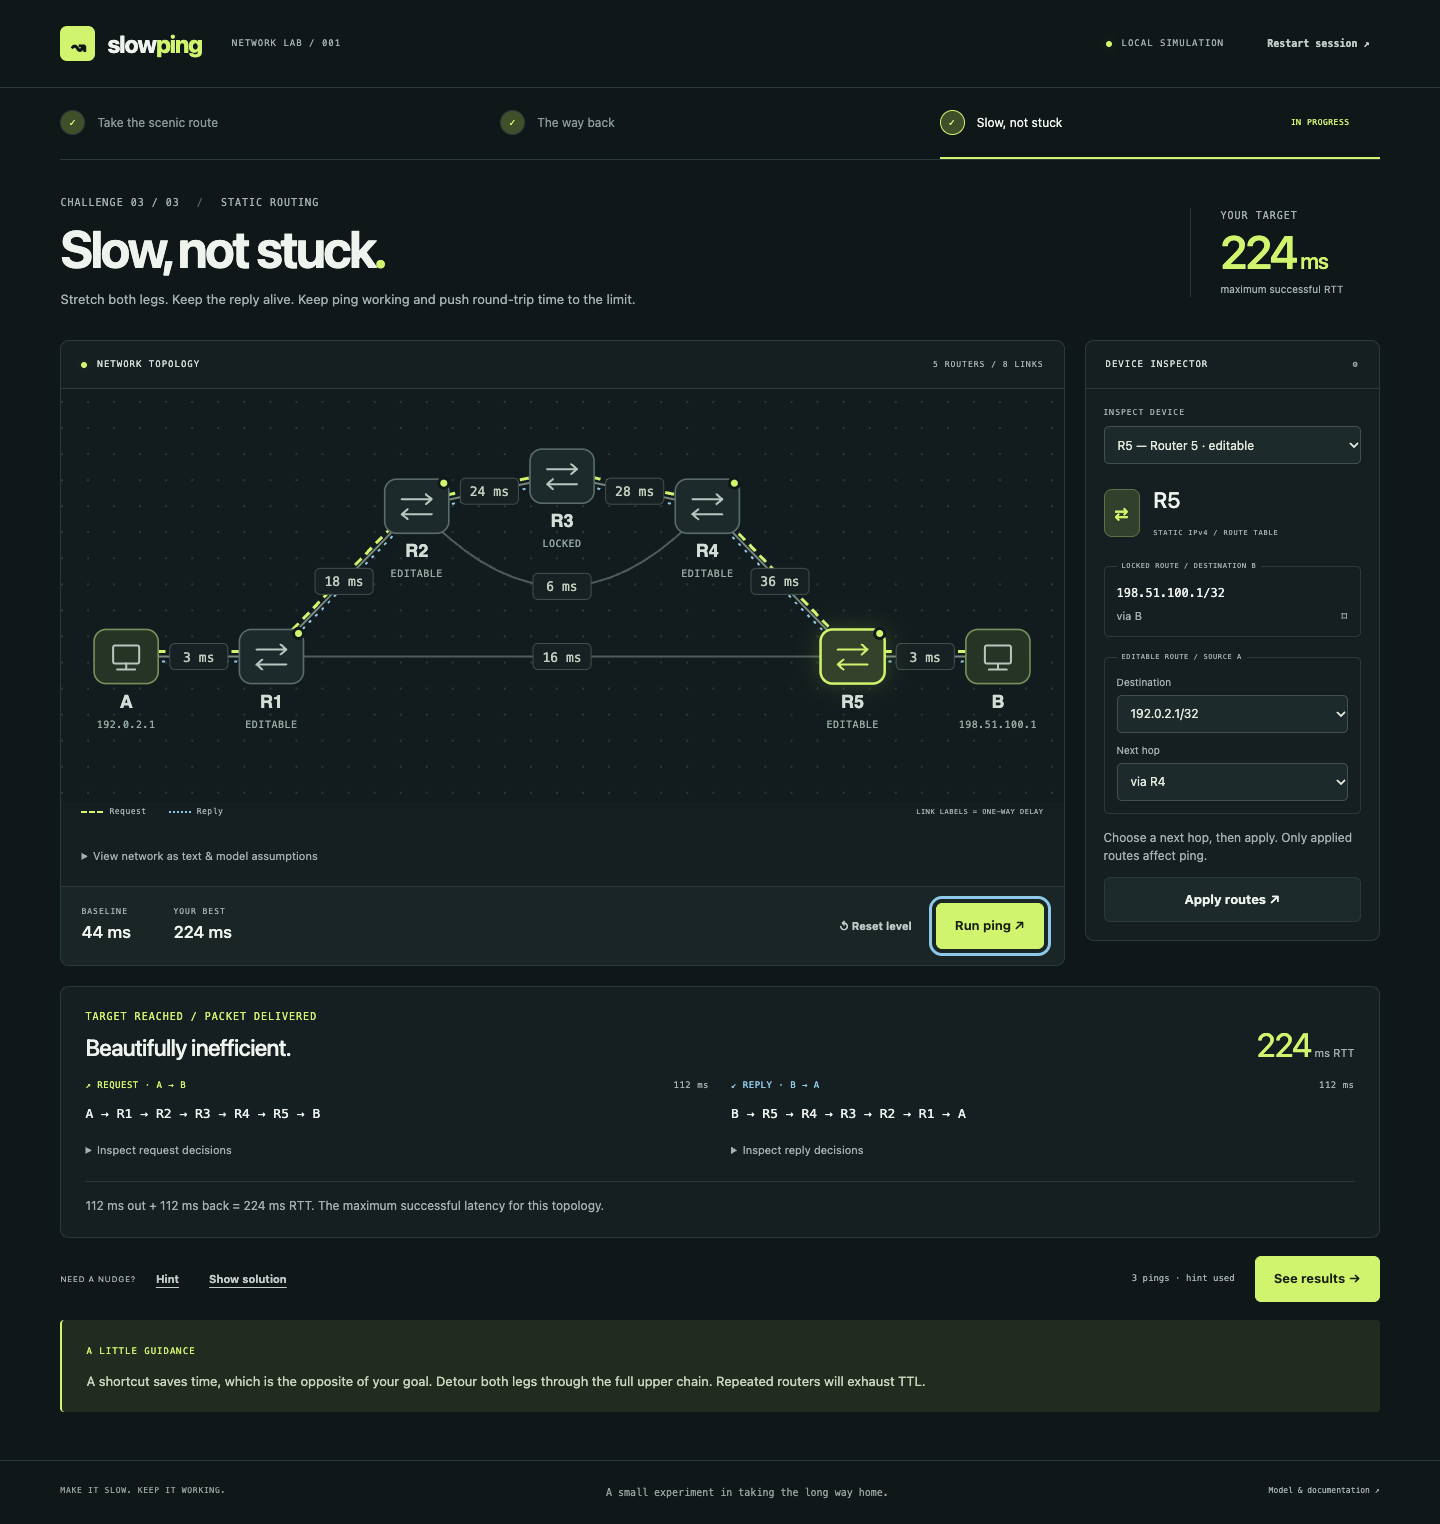 slowping
NETWORK LAB / 001
LOCAL SIMULATION
Restart session ↗
✓ Take the scenic route
✓ The way back
✓ Slow, not stuck
IN PROGRESS
CHALLENGE 03 / 03 / STATIC ROUTING
Slow, not stuck.
Stretch both legs. Keep the reply alive. Keep ping working and push round-trip time to the limit.
YOUR TARGET
224 ms
maximum successful RTT
NETWORK TOPOLOGY
5 ROUTERS / 8 LINKS
24 ms
28 ms
R3
LOCKED
R2
EDITABLE
R4
EDITABLE
18 ms
6 ms
36 ms
3 ms
16 ms
3 ms
A
192.0.2.1
R1
EDITABLE
R5
EDITABLE
B
198.51.100.1
Request
Reply
LINK LABELS = ONE-WAY DELAY
▶ View network as text & model assumptions
BASELINE
44 ms
YOUR BEST
224 ms
↺ Reset level
Run ping ↗
DEVICE INSPECTOR
INSPECT DEVICE
R5 — Router 5 · editable
R5
STATIC IPv4 / ROUTE TABLE
LOCKED ROUTE / DESTINATION B
198.51.100.1/32
via B
EDITABLE ROUTE / SOURCE A
Destination
192.0.2.1/32
Next hop
via R4
Choose a next hop, then apply. Only applied
routes affect ping.
Apply routes ↗
TARGET REACHED / PACKET DELIVERED
Beautifully inefficient.
224 ms RTT
↗ REQUEST · A → B
112 ms
A → R1 → R2 → R3 → R4 → R5 → B
▶ Inspect request decisions
↙ REPLY · B → A
112 ms
B → R5 → R4 → R3 → R2 → R1 → A
▶ Inspect reply decisions
112 ms out + 112 ms back = 224 ms RTT. The maximum successful latency for this topology.
NEED A NUDGE?
Hint
Show solution
3 pings · hint used
See results →
A LITTLE GUIDANCE
A shortcut saves time, which is the opposite of your goal. Detour both legs through the full upper chain. Repeated routers will exhaust TTL.
MAKE IT SLOW. KEEP IT WORKING.
A small experiment in taking the long way home.
Model & documentation ↗